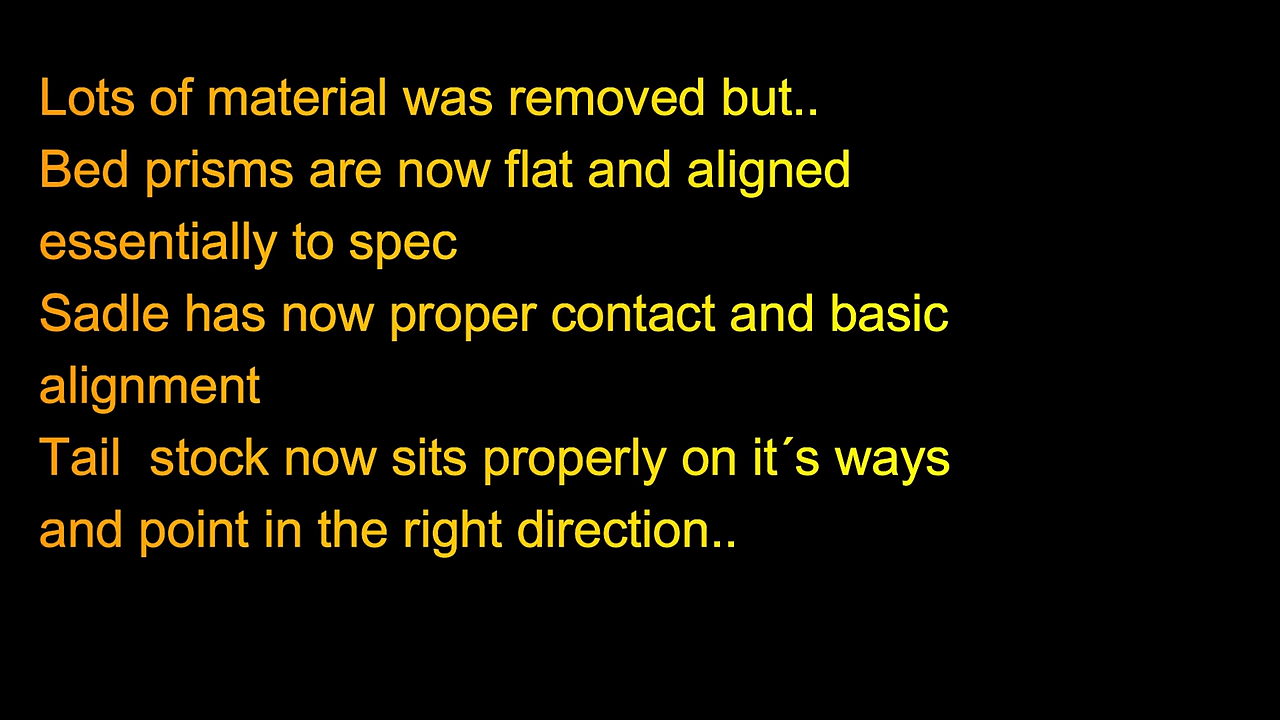 Lots of material was removed but..
Bed prisms are now flat and aligned
essentially to spec
Sadle has now proper contact and basic
alignment
Tail  stock now sits properly on it´s ways
and point in the right direction..